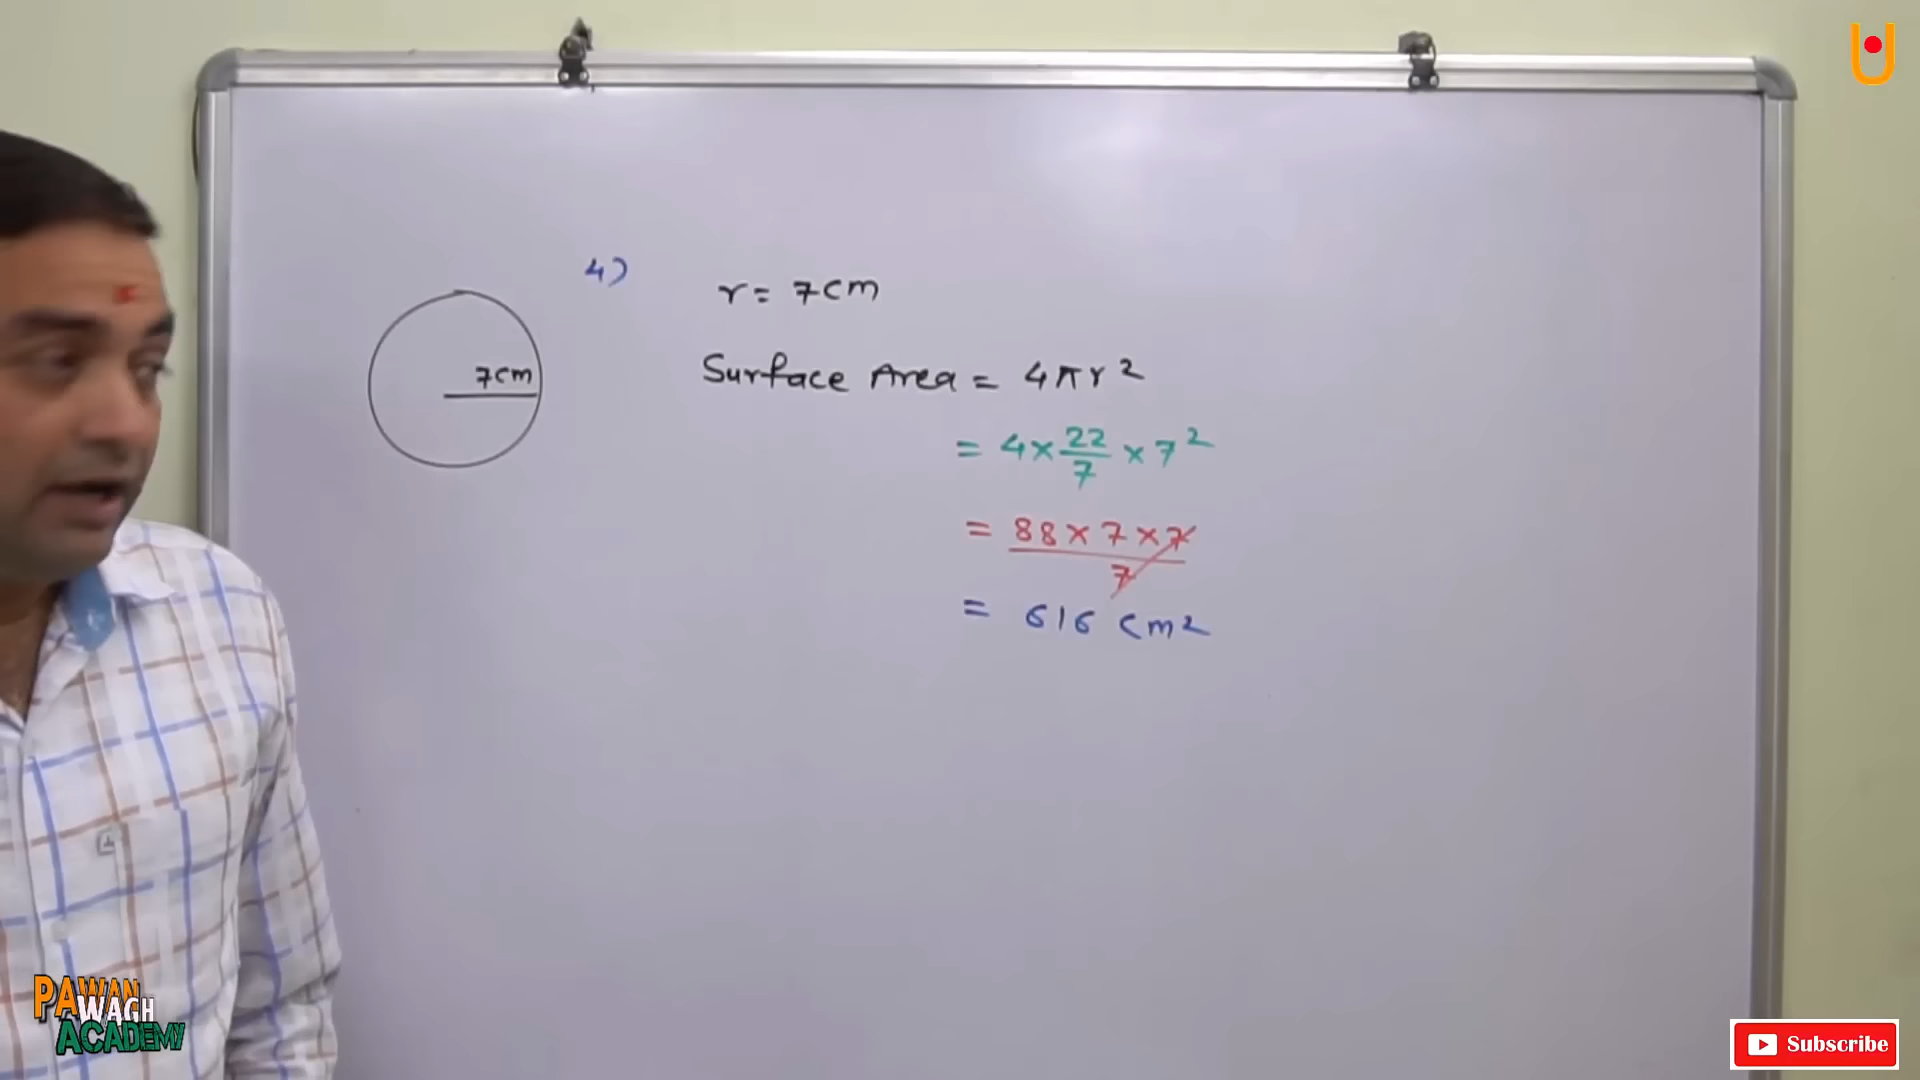 4)
r = 7cm
7cm
Surface Area = 4πr²
= 4 × 22/7 × 7²
= 88 × 7 × 7 / 7
= 616 cm²
PAWAN
WAGH
ACADEMY
Subscribe